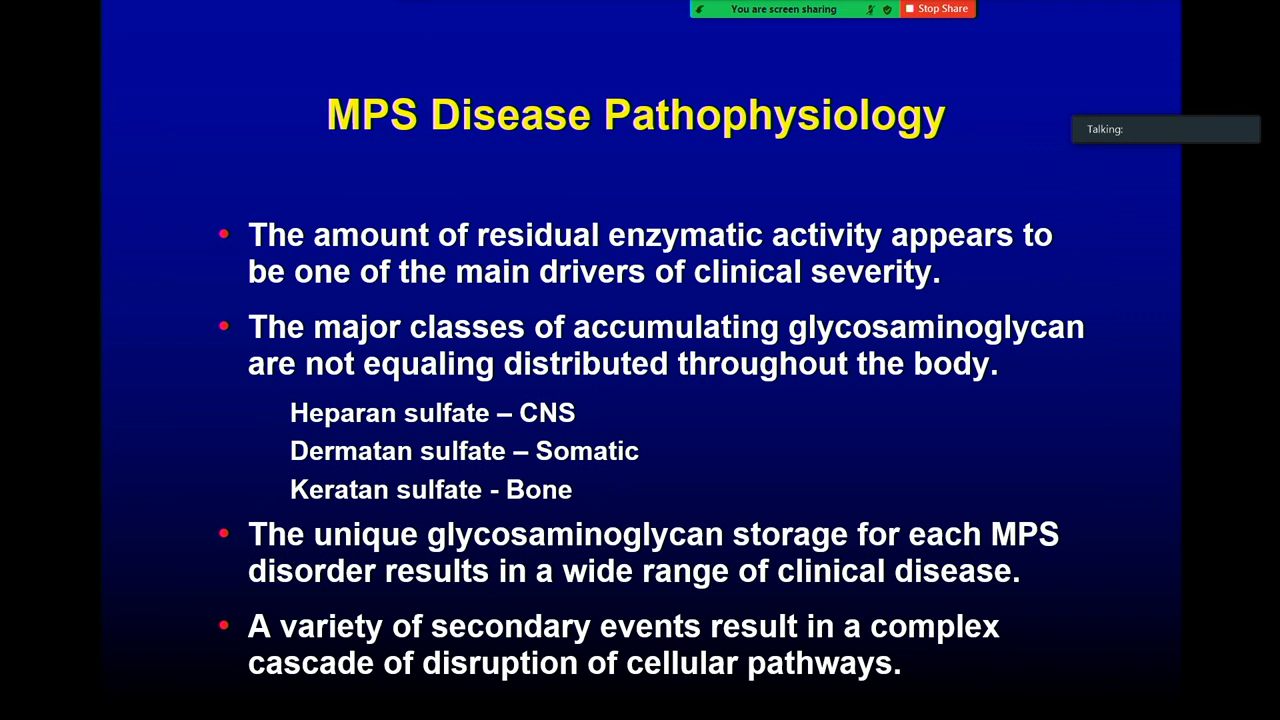 You are screen sharing
Stop Share
MPS Disease Pathophysiology
Talking:
• The amount of residual enzymatic activity appears to
be one of the main drivers of clinical severity.
• The major classes of accumulating glycosaminoglycan
are not equaling distributed throughout the body.
Heparan sulfate – CNS
Dermatan sulfate – Somatic
Keratan sulfate - Bone
• The unique glycosaminoglycan storage for each MPS
disorder results in a wide range of clinical disease.
• A variety of secondary events result in a complex
cascade of disruption of cellular pathways.